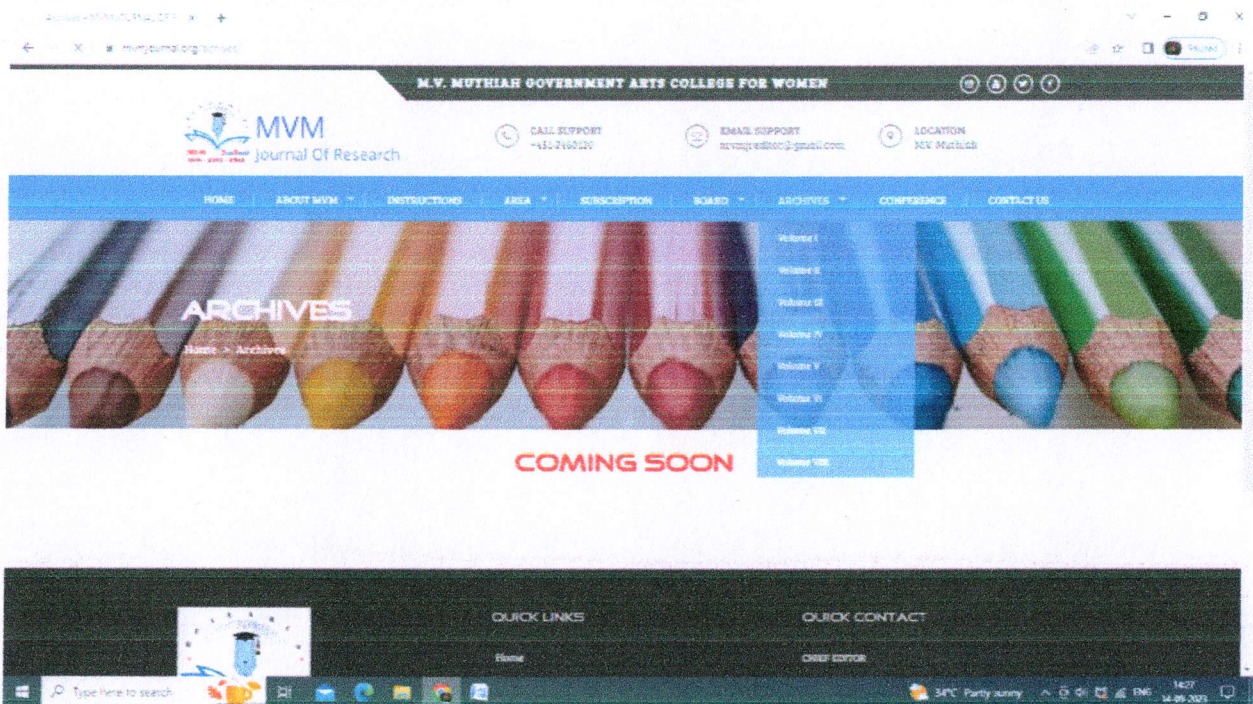 M.V. MUTHIAH GOVERNMENT ARTS COLLEGE FOR WOMEN
MVM
Journal Of Research
CALL SUPPORT
EMAIL SUPPORT
LOCATION
M.V. Muthiah
HOME
ABOUT MVM
INSTRUCTIONS
AREA
SUBSCRIPTION
BOARD
ARCHIVES
CONFERENCE
CONTACT US
Volume I
Volume II
Volume III
Volume IV
Volume V
Volume VI
Volume VII
Volume VIII
ARCHIVES
Home > Archives
COMING SOON
QUICK LINKS
QUICK CONTACT
Home
CHIEF EDITOR
Type here to search
34°C Partly sunny
ENG
14:27
14-09-2023